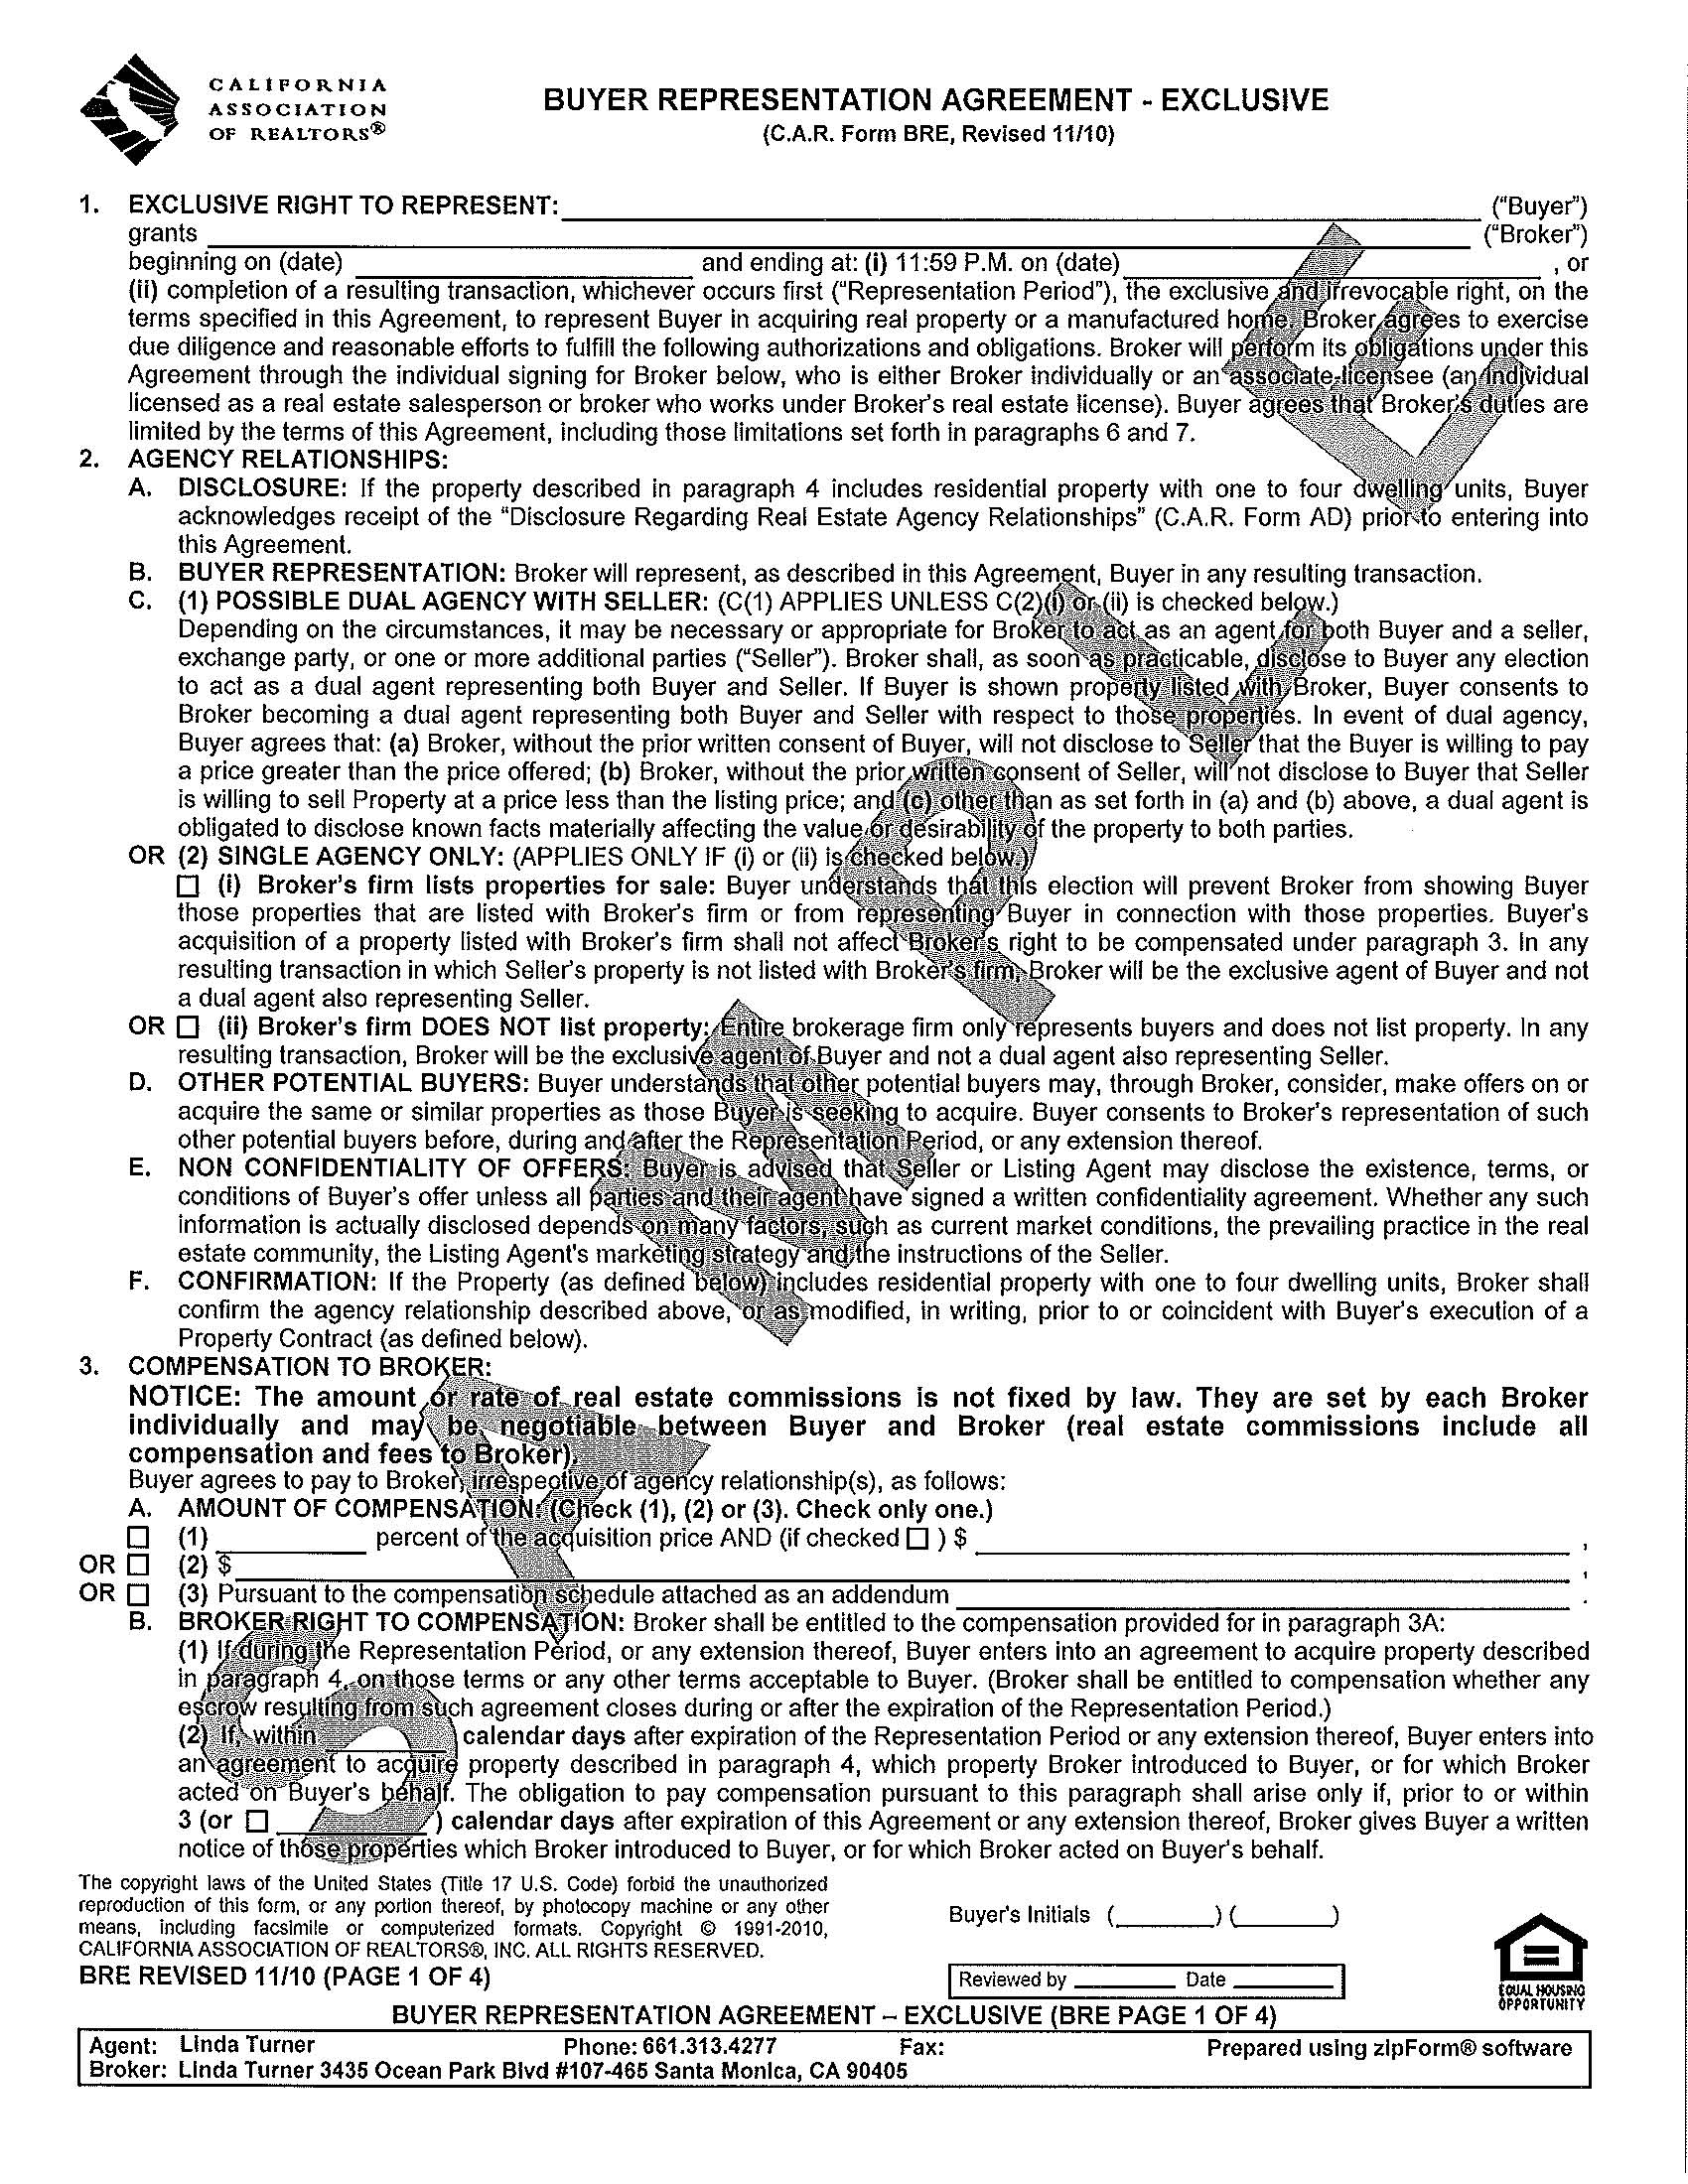 CALIFORNIA
ASSOCIATION
OF REALTORS®
BUYER REPRESENTATION AGREEMENT - EXCLUSIVE
(C.A.R. Form BRE, Revised 11/10)
1. EXCLUSIVE RIGHT TO REPRESENT: ("Buyer")
grants ("Broker")
beginning on (date) and ending at: (i) 11:59 P.M. on (date) , or
(ii) completion of a resulting transaction, whichever occurs first ("Representation Period"), the exclusive and irrevocable right, on the
terms specified in this Agreement, to represent Buyer in acquiring real property or a manufactured home. Broker agrees to exercise
due diligence and reasonable efforts to fulfill the following authorizations and obligations. Broker will perform its obligations under this
Agreement through the individual signing for Broker below, who is either Broker individually or an associate-licensee (an individual
licensed as a real estate salesperson or broker who works under Broker's real estate license). Buyer agrees that Broker's duties are
limited by the terms of this Agreement, including those limitations set forth in paragraphs 6 and 7.
2. AGENCY RELATIONSHIPS:
A. DISCLOSURE: If the property described in paragraph 4 includes residential property with one to four dwelling units, Buyer
acknowledges receipt of the "Disclosure Regarding Real Estate Agency Relationships" (C.A.R. Form AD) prior to entering into
this Agreement.
B. BUYER REPRESENTATION: Broker will represent, as described in this Agreement, Buyer in any resulting transaction.
C. (1) POSSIBLE DUAL AGENCY WITH SELLER: (C(1) APPLIES UNLESS C(2)(i) or (ii) is checked below.)
Depending on the circumstances, it may be necessary or appropriate for Broker to act as an agent for both Buyer and a seller,
exchange party, or one or more additional parties ("Seller"). Broker shall, as soon as practicable, disclose to Buyer any election
to act as a dual agent representing both Buyer and Seller. If Buyer is shown property listed with Broker, Buyer consents to
Broker becoming a dual agent representing both Buyer and Seller with respect to those properties. In event of dual agency,
Buyer agrees that: (a) Broker, without the prior written consent of Buyer, will not disclose to Seller that the Buyer is willing to pay
a price greater than the price offered; (b) Broker, without the prior written consent of Seller, will not disclose to Buyer that Seller
is willing to sell Property at a price less than the listing price; and (c) other than as set forth in (a) and (b) above, a dual agent is
obligated to disclose known facts materially affecting the value or desirability of the property to both parties.
OR (2) SINGLE AGENCY ONLY: (APPLIES ONLY IF (i) or (ii) is checked below.)
☐ (i) Broker's firm lists properties for sale: Buyer understands that this election will prevent Broker from showing Buyer
those properties that are listed with Broker's firm or from representing Buyer in connection with those properties. Buyer's
acquisition of a property listed with Broker's firm shall not affect Broker's right to be compensated under paragraph 3. In any
resulting transaction in which Seller's property is not listed with Broker's firm, Broker will be the exclusive agent of Buyer and not
a dual agent also representing Seller.
OR ☐ (ii) Broker's firm DOES NOT list property: Entire brokerage firm only represents buyers and does not list property. In any
resulting transaction, Broker will be the exclusive agent of Buyer and not a dual agent also representing Seller.
D. OTHER POTENTIAL BUYERS: Buyer understands that other potential buyers may, through Broker, consider, make offers on or
acquire the same or similar properties as those Buyer is seeking to acquire. Buyer consents to Broker's representation of such
other potential buyers before, during and after the Representation Period, or any extension thereof.
E. NON CONFIDENTIALITY OF OFFERS: Buyer is advised that Seller or Listing Agent may disclose the existence, terms, or
conditions of Buyer's offer unless all parties and their agent have signed a written confidentiality agreement. Whether any such
information is actually disclosed depends on many factors, such as current market conditions, the prevailing practice in the real
estate community, the Listing Agent's marketing strategy and the instructions of the Seller.
F. CONFIRMATION: If the Property (as defined below) includes residential property with one to four dwelling units, Broker shall
confirm the agency relationship described above, or as modified, in writing, prior to or coincident with Buyer's execution of a
Property Contract (as defined below).
3. COMPENSATION TO BROKER:
NOTICE: The amount or rate of real estate commissions is not fixed by law. They are set by each Broker
individually and may be negotiable between Buyer and Broker (real estate commissions include all
compensation and fees to Broker).
Buyer agrees to pay to Broker, irrespective of agency relationship(s), as follows:
A. AMOUNT OF COMPENSATION: (Check (1), (2) or (3). Check only one.)
☐ (1) percent of the acquisition price AND (if checked ☐ ) $ ,
OR ☐ (2) $ ,
OR ☐ (3) Pursuant to the compensation schedule attached as an addendum .
B. BROKER RIGHT TO COMPENSATION: Broker shall be entitled to the compensation provided for in paragraph 3A:
(1) If during the Representation Period, or any extension thereof, Buyer enters into an agreement to acquire property described
in paragraph 4, on those terms or any other terms acceptable to Buyer. (Broker shall be entitled to compensation whether any
escrow resulting from such agreement closes during or after the expiration of the Representation Period.)
(2) If, within calendar days after expiration of the Representation Period or any extension thereof, Buyer enters into
an agreement to acquire property described in paragraph 4, which property Broker introduced to Buyer, or for which Broker
acted on Buyer's behalf. The obligation to pay compensation pursuant to this paragraph shall arise only if, prior to or within
3 (or ☐ ) calendar days after expiration of this Agreement or any extension thereof, Broker gives Buyer a written
notice of those properties which Broker introduced to Buyer, or for which Broker acted on Buyer's behalf.
The copyright laws of the United States (Title 17 U.S. Code) forbid the unauthorized
reproduction of this form, or any portion thereof, by photocopy machine or any other
means, including facsimile or computerized formats. Copyright © 1991-2010,
CALIFORNIA ASSOCIATION OF REALTORS®, INC. ALL RIGHTS RESERVED.
BRE REVISED 11/10 (PAGE 1 OF 4)
Buyer's Initials ( ) ( )
Reviewed by Date
EQUAL HOUSING
OPPORTUNITY
BUYER REPRESENTATION AGREEMENT – EXCLUSIVE (BRE PAGE 1 OF 4)
Agent: Linda Turner Phone: 661.313.4277 Fax: Prepared using zipForm® software
Broker: Linda Turner 3435 Ocean Park Blvd #107-465 Santa Monica, CA 90405
SAMPLE